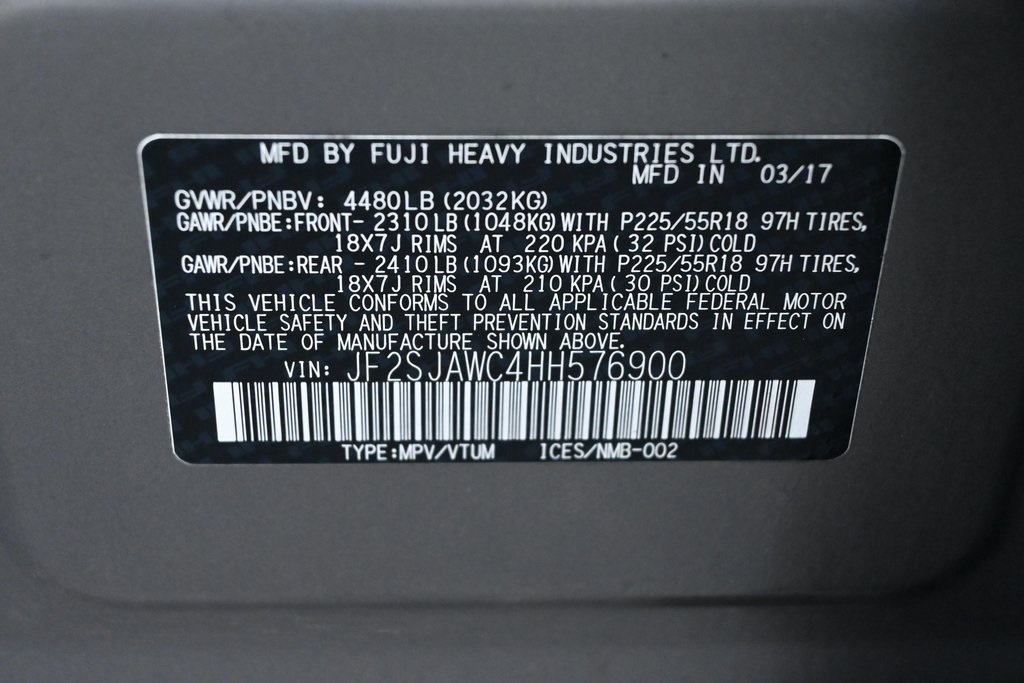 MFD BY FUJI HEAVY INDUSTRIES LTD.
MFD IN 03/17
GVWR/PNBV: 4480LB (2032KG)
GAWR/PNBE:FRONT- 2310LB(1048KG)WITH P225/55R18 97H TIRES,
18X7J RIMS AT 220 KPA( 32 PSI)COLD
GAWR/PNBE:REAR - 2410LB(1093KG)WITH P225/55R18 97H TIRES,
18X7J RIMS AT 210 KPA( 30 PSI)COLD
THIS VEHICLE CONFORMS TO ALL APPLICABLE FEDERAL MOTOR
VEHICLE SAFETY AND THEFT PREVENTION STANDARDS IN EFFECT ON
THE DATE OF MANUFACTURE SHOWN ABOVE.
VIN: JF2SJAWC4HH576900
TYPE:MPV/VTUM ICES/NMB-002